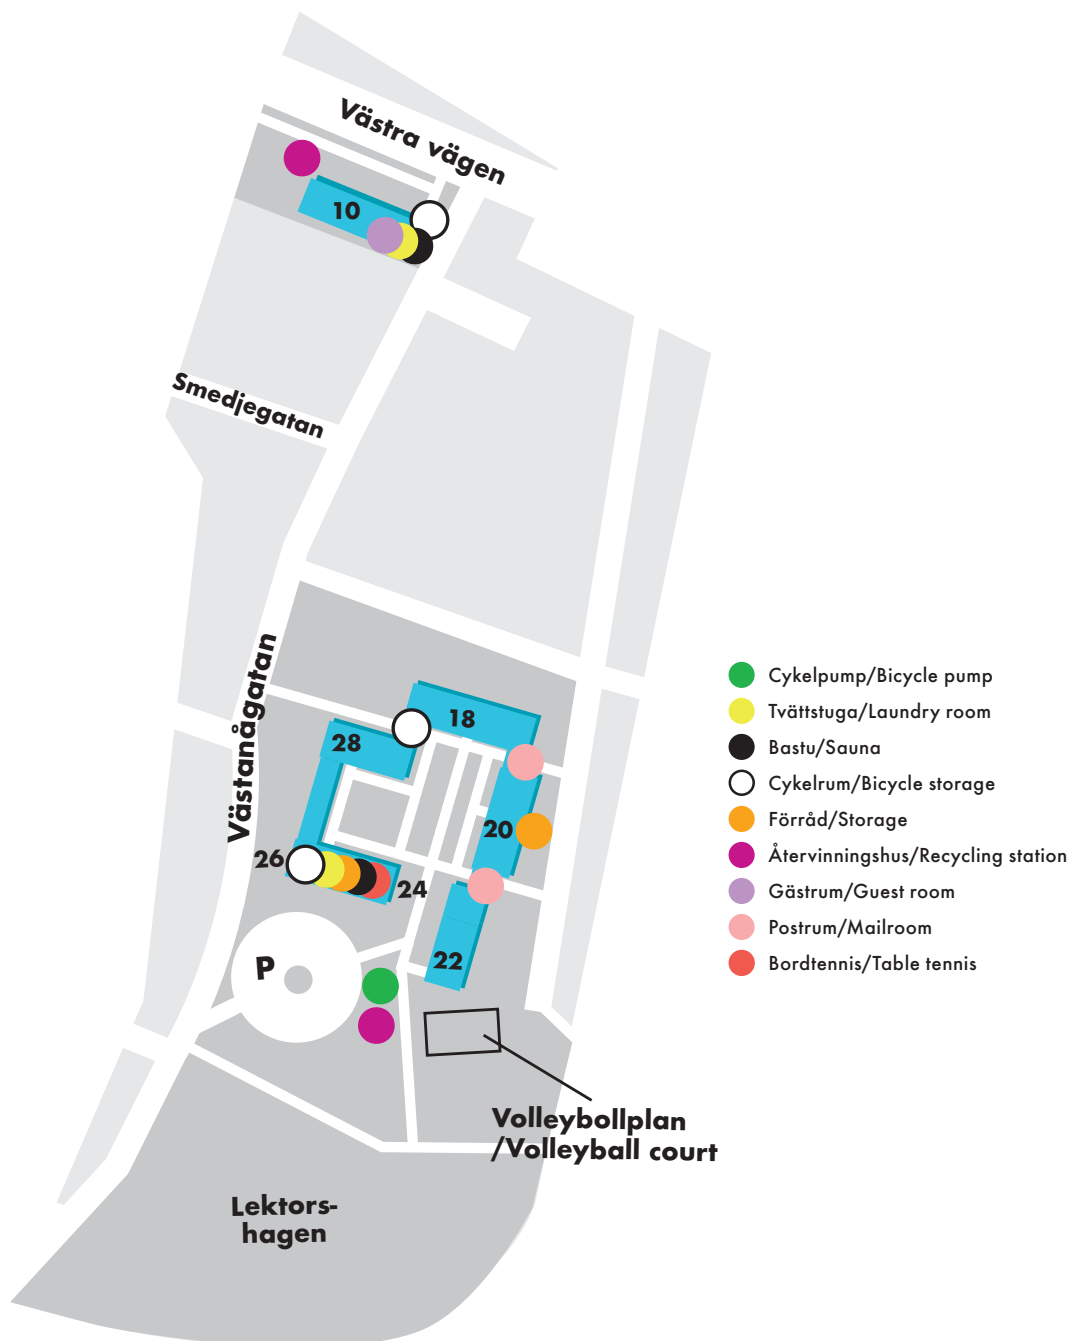 Västra vägen
10
Smedjegatan
Västanågatan
18
28
20
26
24
22
P
Cykelpump/Bicycle pump
Tvättstuga/Laundry room
Bastu/Sauna
Cykelrum/Bicycle storage
Förråd/Storage
Återvinningshus/Recycling station
Gästrum/Guest room
Postrum/Mailroom
Bordtennis/Table tennis
Volleybollplan
/Volleyball court
Lektors-
hagen